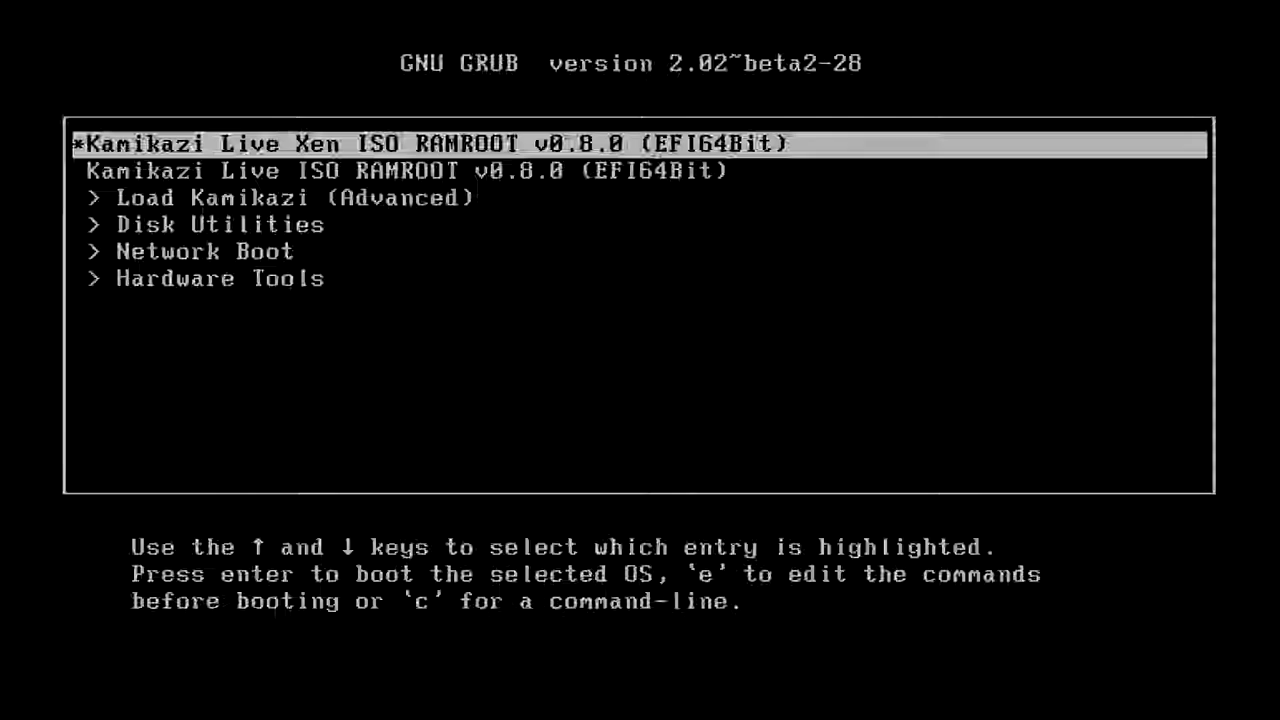 GNU GRUB version 2.02~beta2-28
*Kamikazi Live Xen ISO RAMROOT v0.8.0 (EFI64Bit)
Kamikazi Live ISO RAMROOT v0.8.0 (EFI64Bit)
> Load Kamikazi (Advanced)
> Disk Utilities
> Network Boot
> Hardware Tools
Use the ↑ and ↓ keys to select which entry is highlighted.
Press enter to boot the selected OS, `e' to edit the commands
before booting or `c' for a command-line.